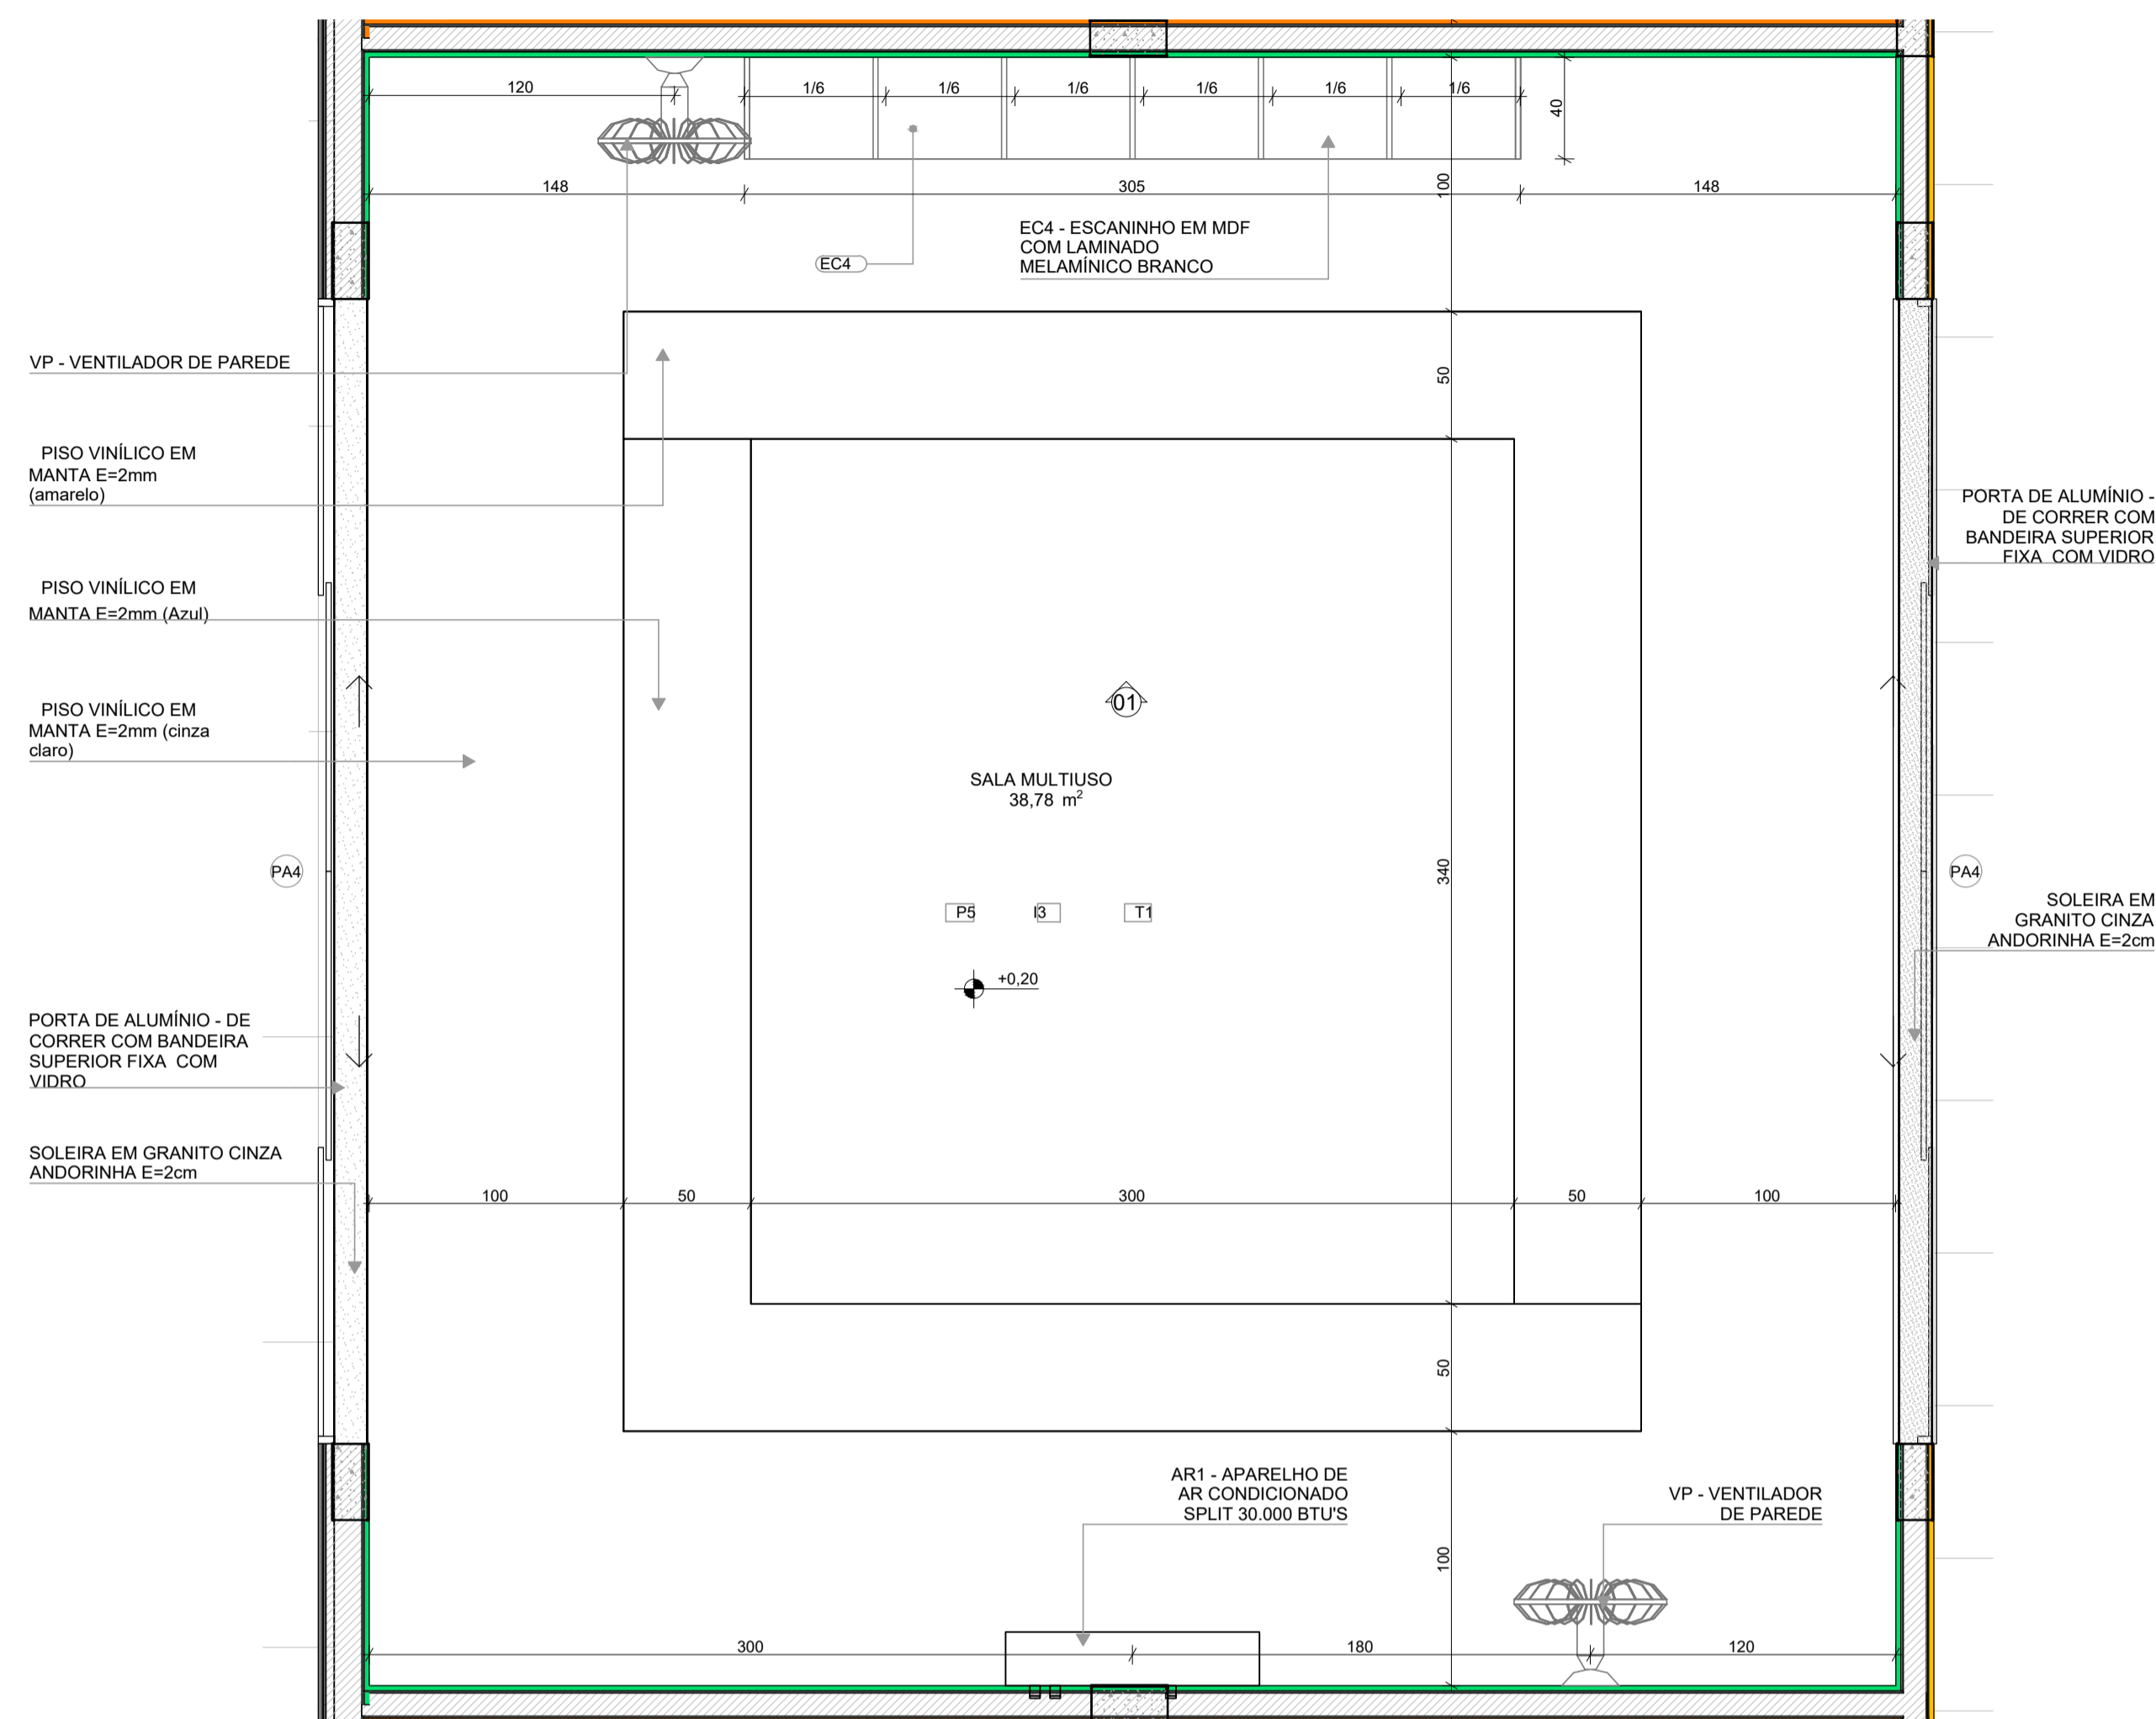 120
1/6
1/6
1/6
1/6
1/6
1/6
40
148
305
148
100
EC4 - ESCANINHO EM MDF
COM LAMINADO
MELAMÍNICO BRANCO
EC4
VP - VENTILADOR DE PAREDE
50
PISO VINÍLICO EM
MANTA E=2mm
(amarelo)
PORTA DE ALUMÍNIO -
DE CORRER COM
BANDEIRA SUPERIOR
FIXA COM VIDRO
PISO VINÍLICO EM
MANTA E=2mm (Azul)
PISO VINÍLICO EM
MANTA E=2mm (cinza
claro)
01
SALA MULTIUSO
38,78 m²
PA4
340
PA4
P5
I3
T1
SOLEIRA EM
GRANITO CINZA
ANDORINHA E=2cm
+0,20
PORTA DE ALUMÍNIO - DE
CORRER COM BANDEIRA
SUPERIOR FIXA COM
VIDRO
SOLEIRA EM GRANITO CINZA
ANDORINHA E=2cm
100
50
300
50
100
50
AR1 - APARELHO DE
AR CONDICIONADO
SPLIT 30.000 BTU'S
VP - VENTILADOR
DE PAREDE
100
300
180
120